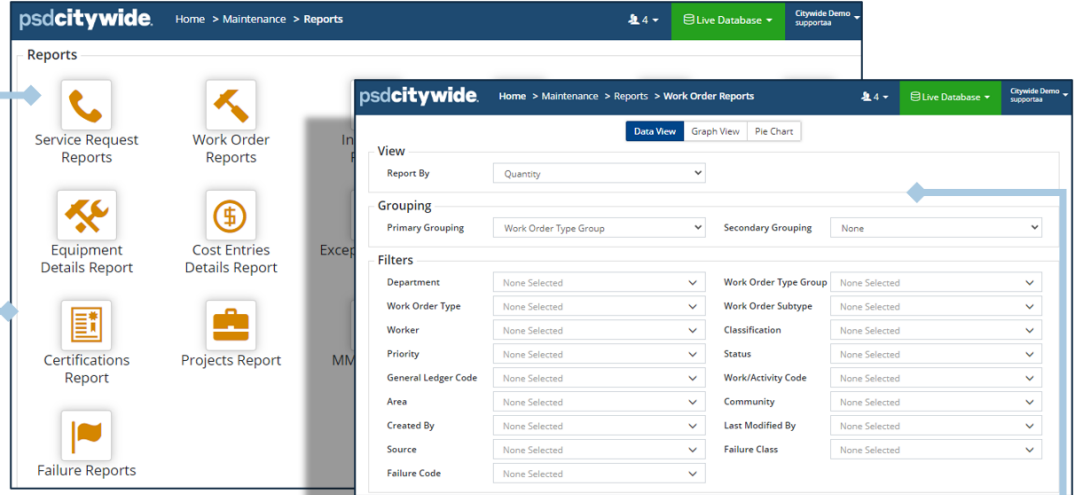 psdcitywide.
Home > Maintenance > Reports
4
Live Database
Citywide Demo
supportaa
Reports
Service Request
Reports
Work Order
Reports
Equipment
Details Report
Cost Entries
Details Report
Certifications
Report
Projects Report
Failure Reports
psdcitywide.
Home > Maintenance > Reports > Work Order Reports
4
Live Database
Citywide Demo
supportaa
Data View Graph View Pie Chart
View
Report By Quantity
Grouping
Primary Grouping Work Order Type Group Secondary Grouping None
Filters
Department None Selected Work Order Type Group None Selected
Work Order Type None Selected Work Order Subtype None Selected
Worker None Selected Classification None Selected
Priority None Selected Status None Selected
General Ledger Code None Selected Work/Activity Code None Selected
Area None Selected Community None Selected
Created By None Selected Last Modified By None Selected
Source None Selected Failure Class None Selected
Failure Code None Selected